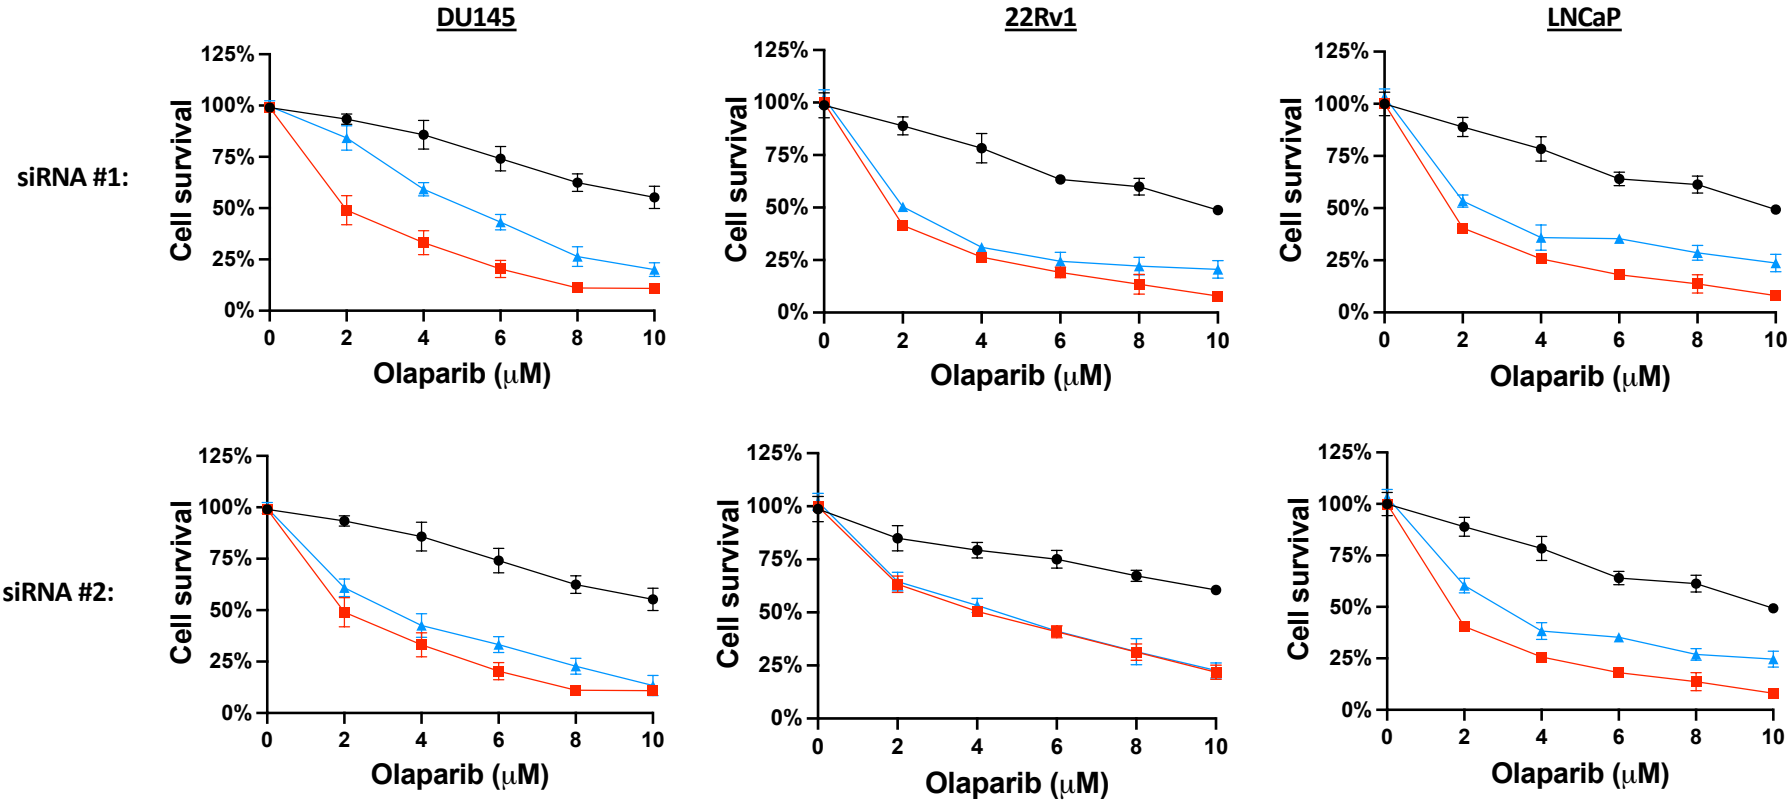 DU145
22Rv1
LNCaP
siRNA #1:
Cell survival
125%
100%
75%
50%
25%
0%
0 2 4 6 8 10
Olaparib (μM)
Cell survival
125%
100%
75%
50%
25%
0%
0 2 4 6 8 10
Olaparib (μM)
Cell survival
125%
100%
75%
50%
25%
0%
0 2 4 6 8 10
Olaparib (μM)
siRNA #2:
Cell survival
125%
100%
75%
50%
25%
0%
0 2 4 6 8 10
Olaparib (μM)
Cell survival
125%
100%
75%
50%
25%
0%
0 2 4 6 8 10
Olaparib (μM)
Cell survival
125%
100%
75%
50%
25%
0%
0 2 4 6 8 10
Olaparib (μM)